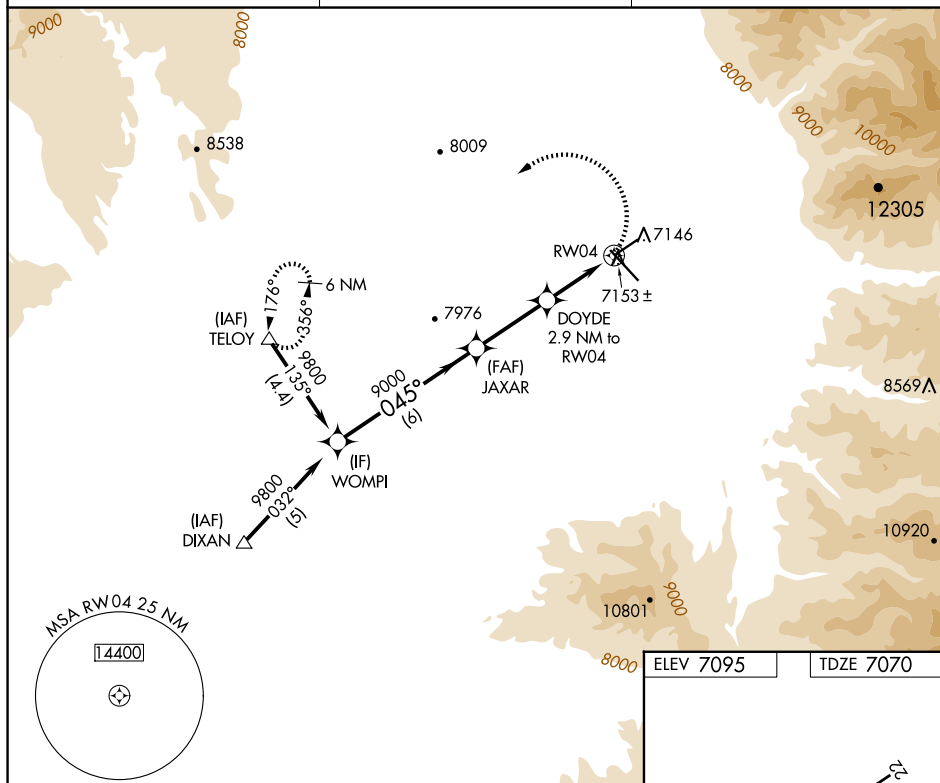 9000
8000
8538
8009
8000
9000
10000
12305
RW04
7146
7153 ±
6 NM
176°
356°
(IAF)
TELOY
9800
135°
(4.4)
7976
DOYDE
2.9 NM to
RW04
(FAF)
JAXAR
9000
045°
(6)
8569
(IF)
WOMPI
9800
032°
(5)
(IAF)
DIXAN
10920
10801
9000
8000
MSA RW04 25 NM
14400
ELEV 7095
TDZE 7070
22